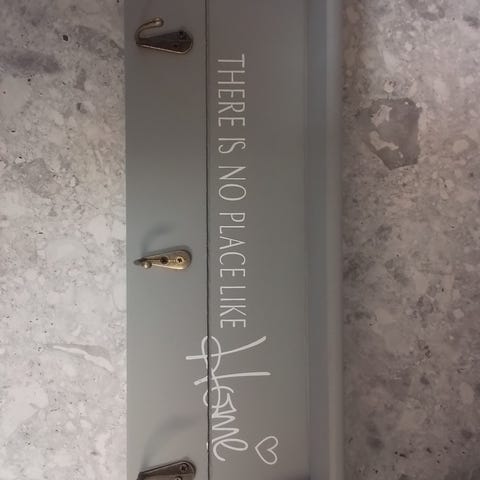 THERE IS NO PLACE LIKE Home